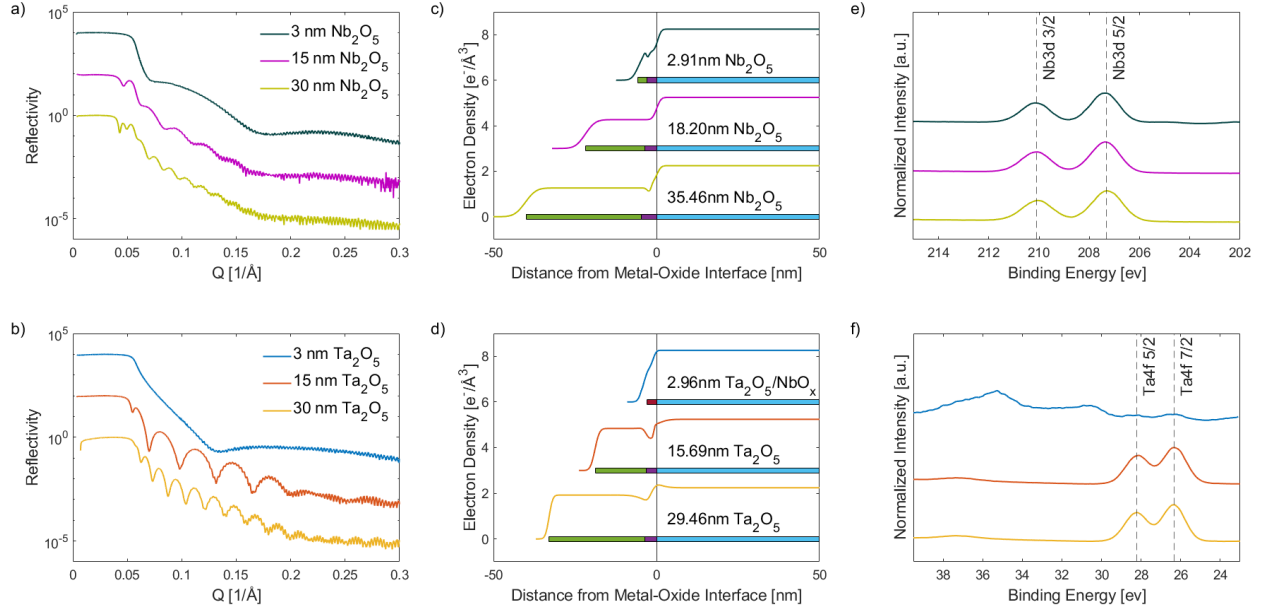 a)
10^5
10^0
10^-5
Reflectivity
3 nm Nb2O5
15 nm Nb2O5
30 nm Nb2O5
0 0.05 0.1 0.15 0.2 0.25 0.3
Q [1/Å]
c)
8
6
4
2
0
Electron Density [e-/Å3]
2.91nm Nb2O5
18.20nm Nb2O5
35.46nm Nb2O5
-50 0 50
Distance from Metal-Oxide Interface [nm]
e)
Normalized Intensity [a.u.]
Nb3d 3/2
Nb3d 5/2
214 212 210 208 206 204 202
Binding Energy [ev]
b)
10^5
10^0
10^-5
Reflectivity
3 nm Ta2O5
15 nm Ta2O5
30 nm Ta2O5
0 0.05 0.1 0.15 0.2 0.25 0.3
Q [1/Å]
d)
8
6
4
2
0
Electron Density [e-/Å3]
2.96nm Ta2O5/NbOx
15.69nm Ta2O5
29.46nm Ta2O5
-50 0 50
Distance from Metal-Oxide Interface [nm]
f)
Normalized Intensity [a.u.]
Ta4f 5/2
Ta4f 7/2
38 36 34 32 30 28 26 24
Binding Energy [ev]